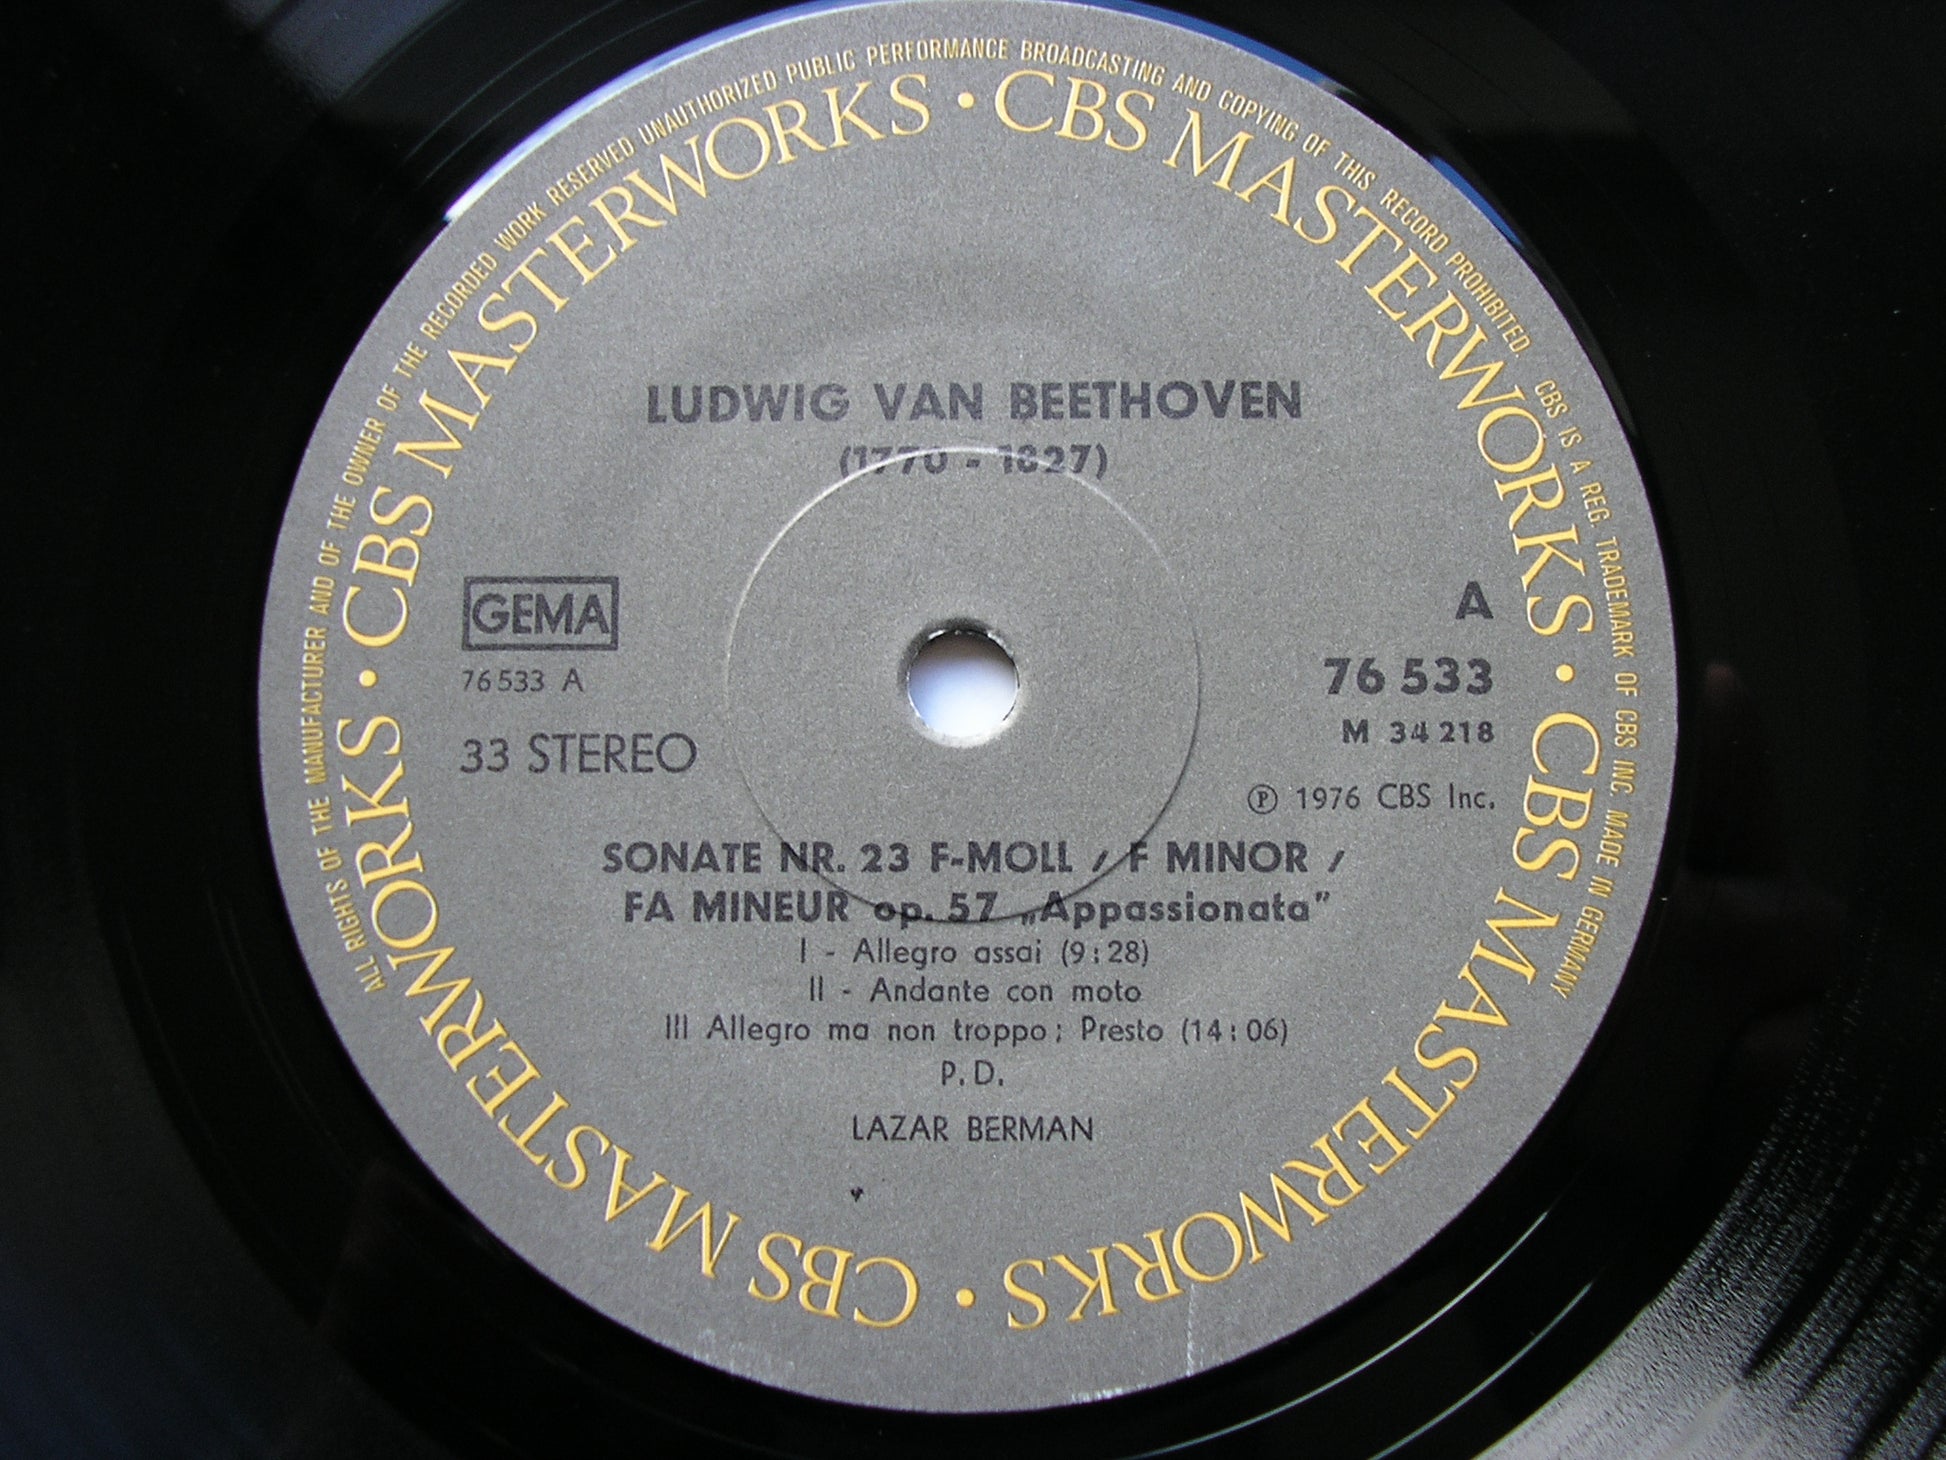 ALL RIGHTS OF THE MANUFACTURER AND OF THE OWNER OF THE RECORDED WORK RESERVED UNAUTHORIZED PUBLIC PERFORMANCE BROADCASTING AND COPYING OF THIS RECORD PROHIBITED. CBS IS A REG. TRADEMARK OF CBS INC. MADE IN GERMANY
CBS MASTERWORKS · CBS MASTERWORKS · CBS MASTERWORKS · CBS MASTERWORKS ·
LUDWIG VAN BEETHOVEN
(1770 - 1827)
GEMA
76 533 A
33 STEREO
A
76 533
M 34 218
Ⓟ 1976 CBS Inc.
SONATE NR. 23 F-MOLL / F MINOR /
FA MINEUR op. 57 „Appassionata”
I - Allegro assai (9:28)
II - Andante con moto
III Allegro ma non troppo; Presto (14:06)
P. D.
LAZAR BERMAN